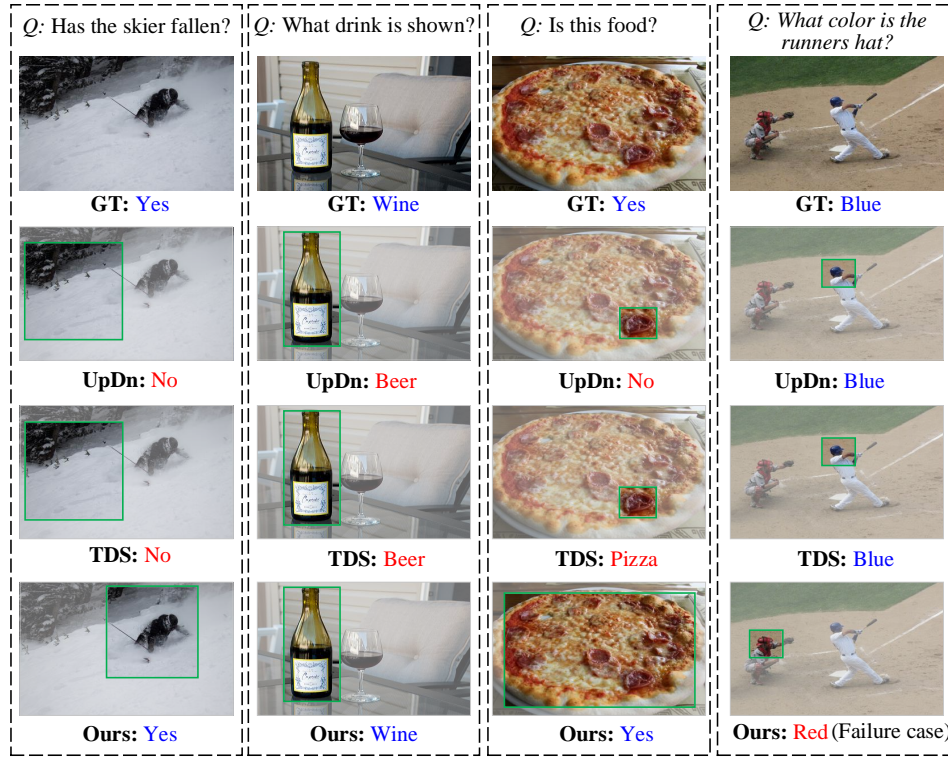 Q: Has the skier fallen?
GT: Yes
UpDn: No
TDS: No
Ours: Yes
Q: What drink is shown?
GT: Wine
UpDn: Beer
TDS: Beer
Ours: Wine
Q: Is this food?
GT: Yes
UpDn: No
TDS: Pizza
Ours: Yes
Q: What color is the
runners hat?
GT: Blue
UpDn: Blue
TDS: Blue
Ours: Red (Failure case)